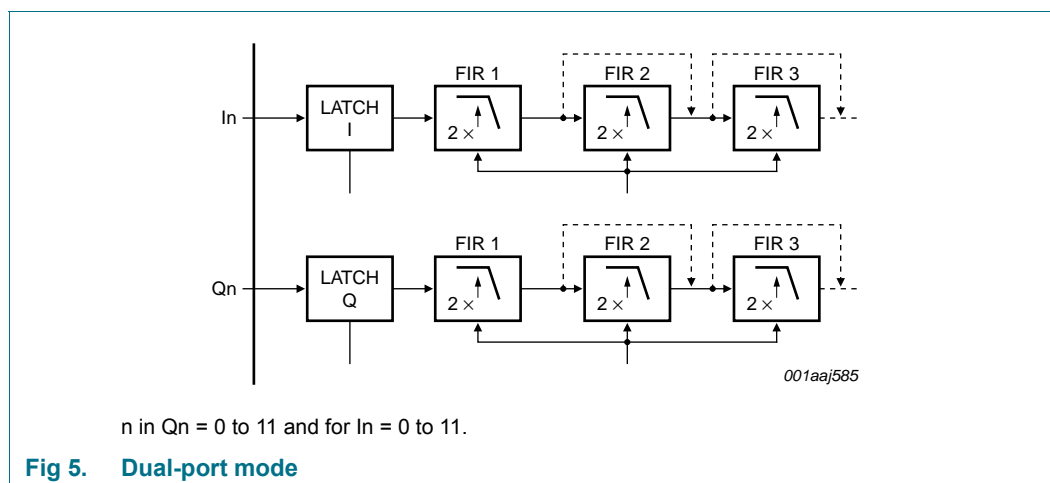 FIR 1 FIR 2 FIR 3
In LATCH I 2 × 2 × 2 ×
FIR 1 FIR 2 FIR 3
Qn LATCH Q 2 × 2 × 2 ×
001aaj585
n in Qn = 0 to 11 and for In = 0 to 11.
Fig 5. Dual-port mode